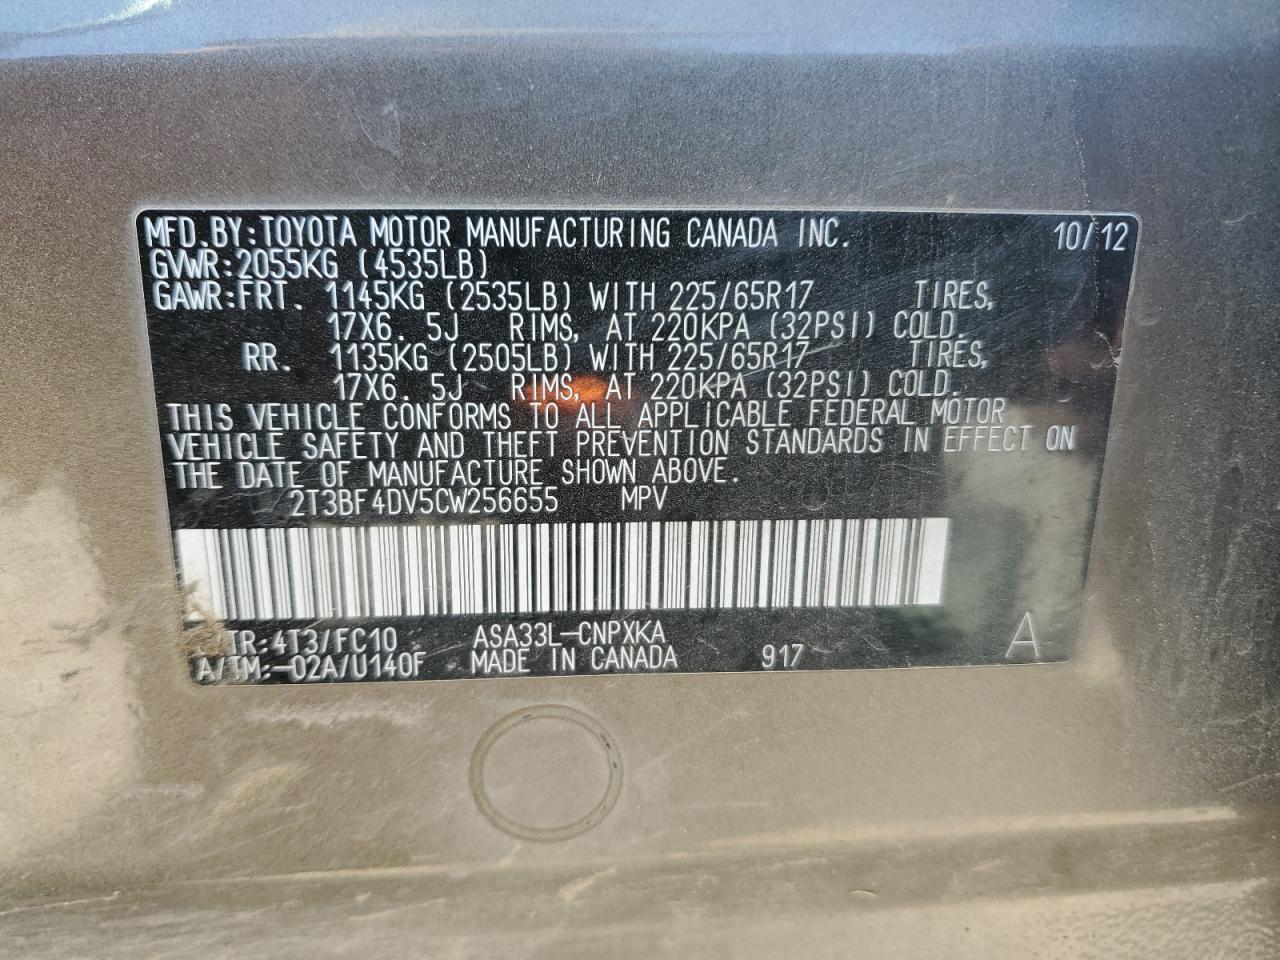 MFD.BY:TOYOTA MOTOR MANUFACTURING CANADA INC. 10/12
GVWR:2055KG (4535LB)
GAWR:FRT. 1145KG (2535LB) WITH 225/65R17 TIRES,
17X6. 5J RIMS, AT 220KPA (32PSI) COLD.
RR. 1135KG (2505LB) WITH 225/65R17 TIRES,
17X6. 5J RIMS, AT 220KPA (32PSI) COLD.
THIS VEHICLE CONFORMS TO ALL APPLICABLE FEDERAL MOTOR
VEHICLE SAFETY AND THEFT PREVENTION STANDARDS IN EFFECT ON
THE DATE OF MANUFACTURE SHOWN ABOVE.
2T3BF4DV5CW256655 MPV
TR:4T3/FC10 ASA33L-CNPXKA
A/TM:-02A/U140F MADE IN CANADA 917 A